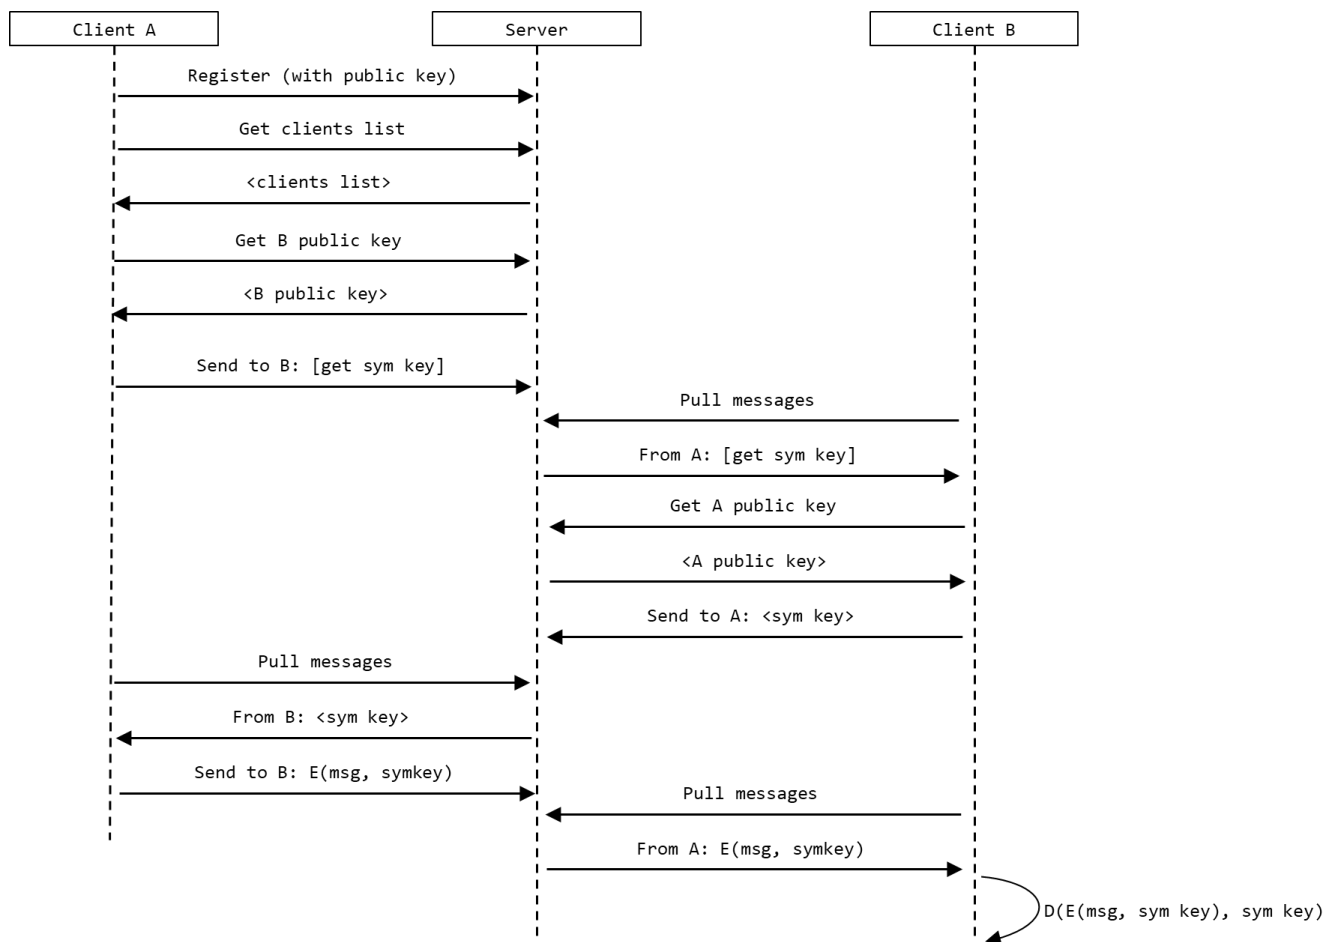 Client A
Server
Client B
Register (with public key)
Get clients list
<clients list>
Get B public key
<B public key>
Send to B: [get sym key]
Pull messages
From A: [get sym key]
Get A public key
<A public key>
Send to A: <sym key>
Pull messages
From B: <sym key>
Send to B: E(msg, symkey)
Pull messages
From A: E(msg, symkey)
D(E(msg, sym key), sym key)